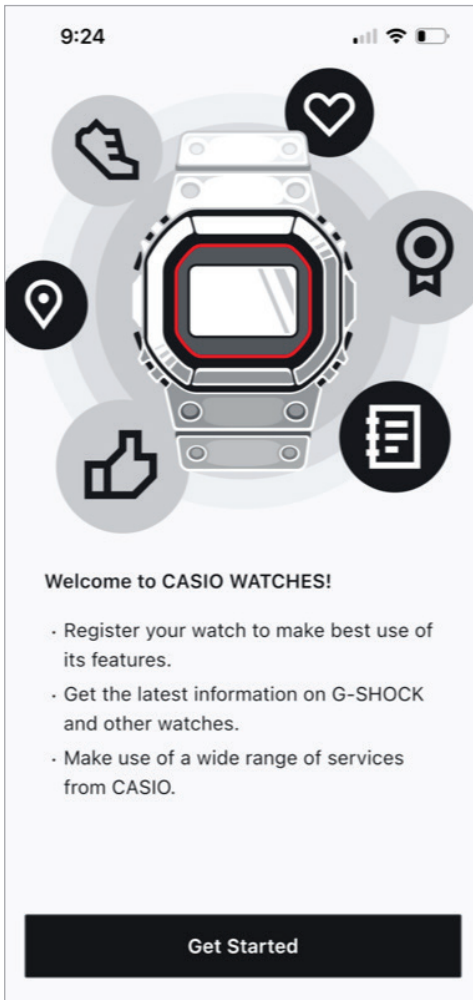 9:24
Welcome to CASIO WATCHES!
· Register your watch to make best use of
its features.
· Get the latest information on G-SHOCK
and other watches.
· Make use of a wide range of services
from CASIO.
Get Started